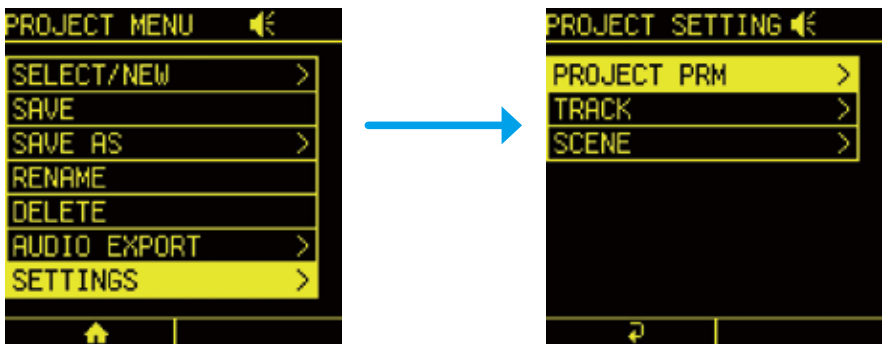 PROJECT MENU
SELECT/NEW >
SAVE
SAVE AS >
RENAME
DELETE
AUDIO EXPORT >
SETTINGS >
PROJECT SETTING
PROJECT PRM >
TRACK >
SCENE >